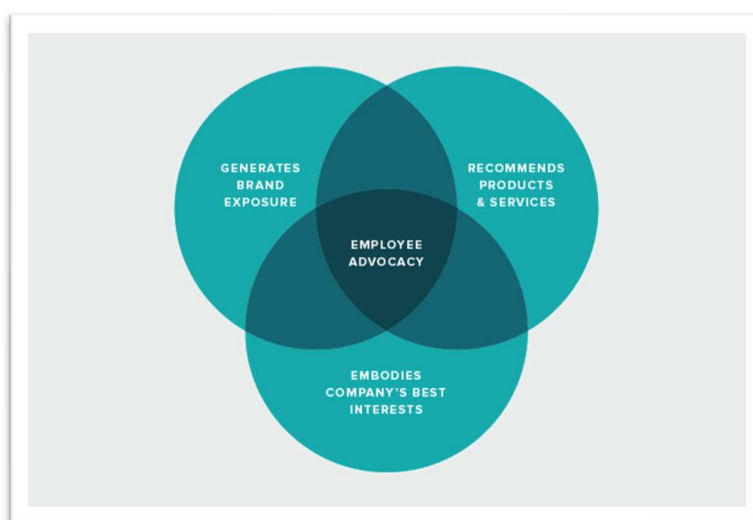 GENERATES
BRAND
EXPOSURE
RECOMMENDS
PRODUCTS
& SERVICES
EMPLOYEE
ADVOCACY
EMBODIES
COMPANY'S BEST
INTERESTS